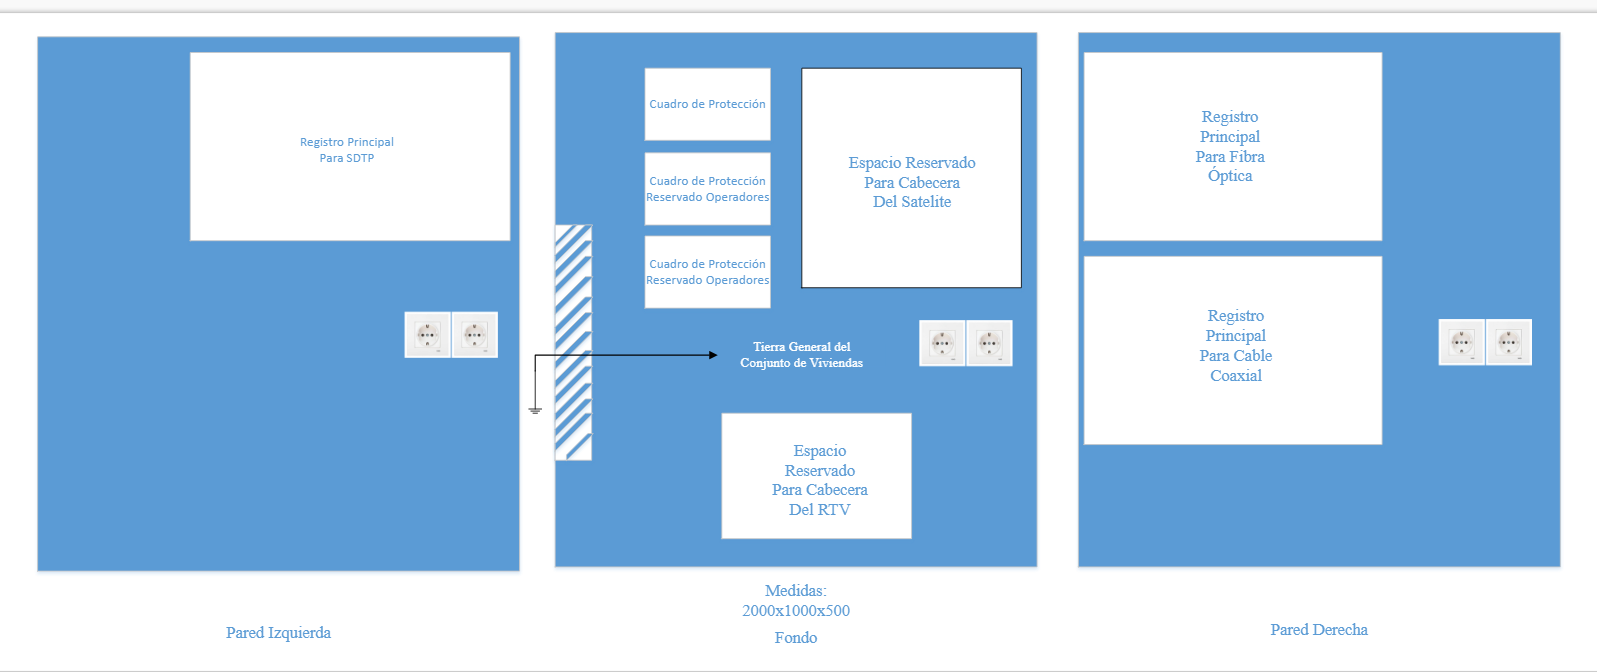 Registro Principal
Para SDTP
Pared Izquierda
Cuadro de Protección
Cuadro de Protección
Reservado Operadores
Cuadro de Protección
Reservado Operadores
Espacio Reservado
Para Cabecera
Del Satelite
Tierra General del
Conjunto de Viviendas
Espacio
Reservado
Para Cabecera
Del RTV
Medidas:
2000x1000x500
Fondo
Registro
Principal
Para Fibra
Óptica
Registro
Principal
Para Cable
Coaxial
Pared Derecha